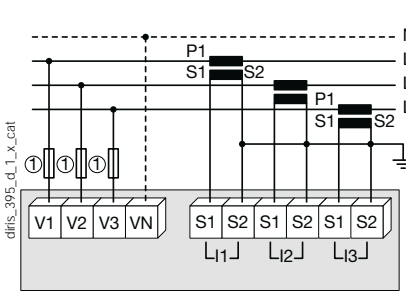 P1
S1 S2
P1
S1 S2
① ① ①
V1 V2 V3 VN S1 S2 S1 S2 S1 S2
I1 I2 I3
diris_395_d_1_x_cat